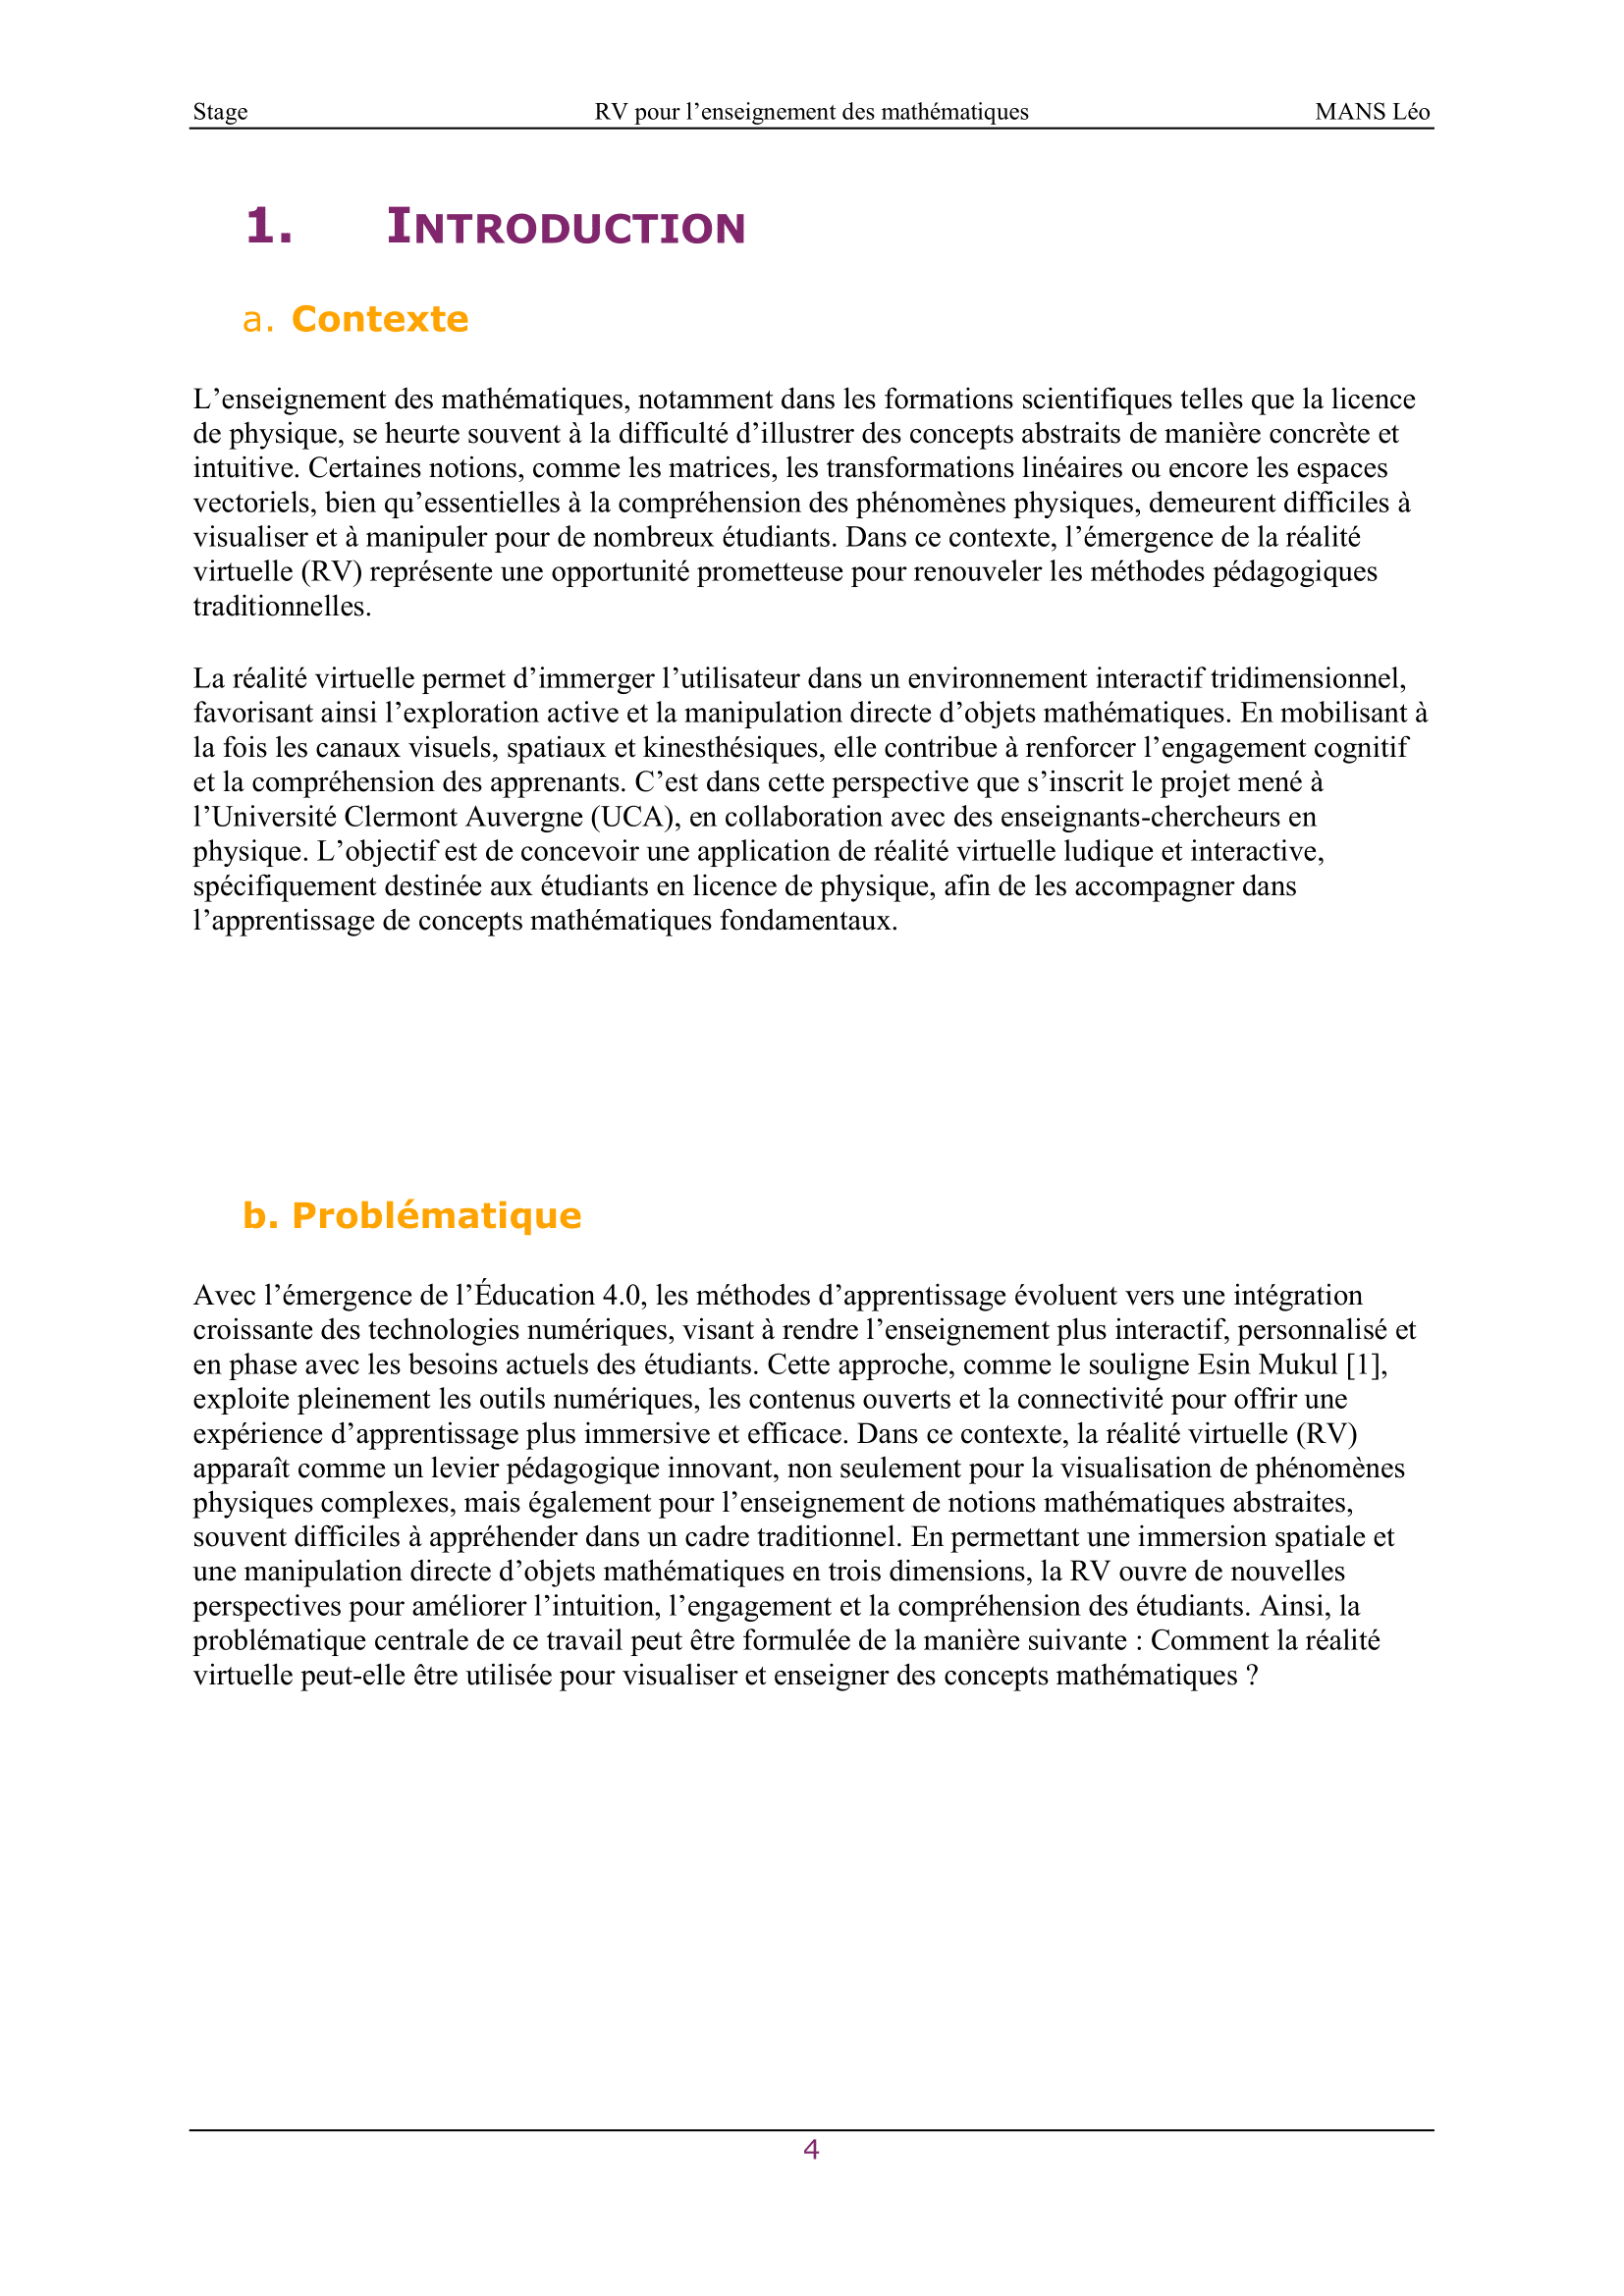 Stage RV pour l’enseignement des mathématiques MANS Léo
1. INTRODUCTION
a. Contexte
L’enseignement des mathématiques, notamment dans les formations scientifiques telles que la licence
de physique, se heurte souvent à la difficulté d’illustrer des concepts abstraits de manière concrète et
intuitive. Certaines notions, comme les matrices, les transformations linéaires ou encore les espaces
vectoriels, bien qu’essentielles à la compréhension des phénomènes physiques, demeurent difficiles à
visualiser et à manipuler pour de nombreux étudiants. Dans ce contexte, l’émergence de la réalité
virtuelle (RV) représente une opportunité prometteuse pour renouveler les méthodes pédagogiques
traditionnelles.
La réalité virtuelle permet d’immerger l’utilisateur dans un environnement interactif tridimensionnel,
favorisant ainsi l’exploration active et la manipulation directe d’objets mathématiques. En mobilisant à
la fois les canaux visuels, spatiaux et kinesthésiques, elle contribue à renforcer l’engagement cognitif
et la compréhension des apprenants. C’est dans cette perspective que s’inscrit le projet mené à
l’Université Clermont Auvergne (UCA), en collaboration avec des enseignants-chercheurs en
physique. L’objectif est de concevoir une application de réalité virtuelle ludique et interactive,
spécifiquement destinée aux étudiants en licence de physique, afin de les accompagner dans
l’apprentissage de concepts mathématiques fondamentaux.
b. Problématique
Avec l’émergence de l’Éducation 4.0, les méthodes d’apprentissage évoluent vers une intégration
croissante des technologies numériques, visant à rendre l’enseignement plus interactif, personnalisé et
en phase avec les besoins actuels des étudiants. Cette approche, comme le souligne Esin Mukul [1],
exploite pleinement les outils numériques, les contenus ouverts et la connectivité pour offrir une
expérience d’apprentissage plus immersive et efficace. Dans ce contexte, la réalité virtuelle (RV)
apparaît comme un levier pédagogique innovant, non seulement pour la visualisation de phénomènes
physiques complexes, mais également pour l’enseignement de notions mathématiques abstraites,
souvent difficiles à appréhender dans un cadre traditionnel. En permettant une immersion spatiale et
une manipulation directe d’objets mathématiques en trois dimensions, la RV ouvre de nouvelles
perspectives pour améliorer l’intuition, l’engagement et la compréhension des étudiants. Ainsi, la
problématique centrale de ce travail peut être formulée de la manière suivante : Comment la réalité
virtuelle peut-elle être utilisée pour visualiser et enseigner des concepts mathématiques ?
4